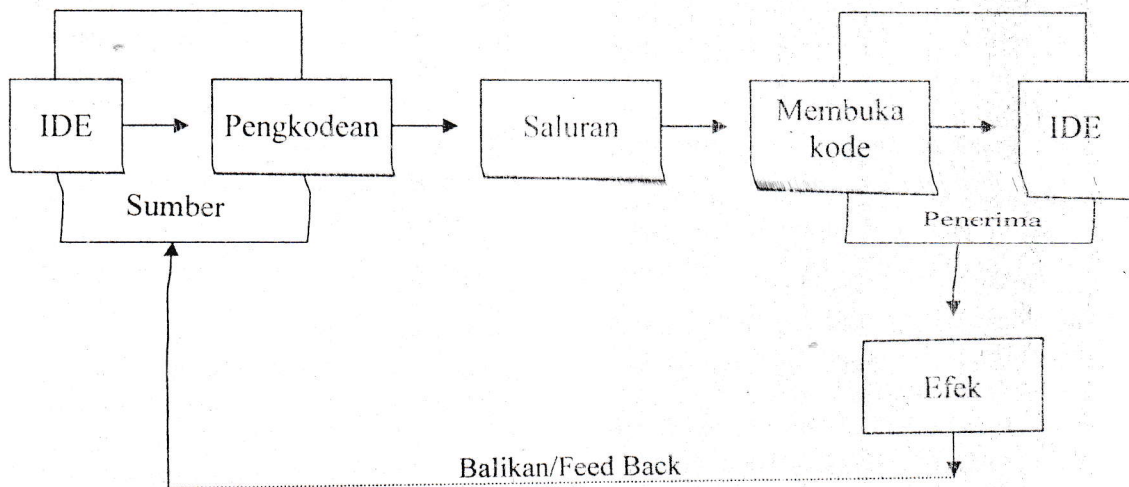 IDE
Pengkodean
Saluran
Membuka
kode
IDE
Sumber
Penerima
Efek
Balikan/Feed Back